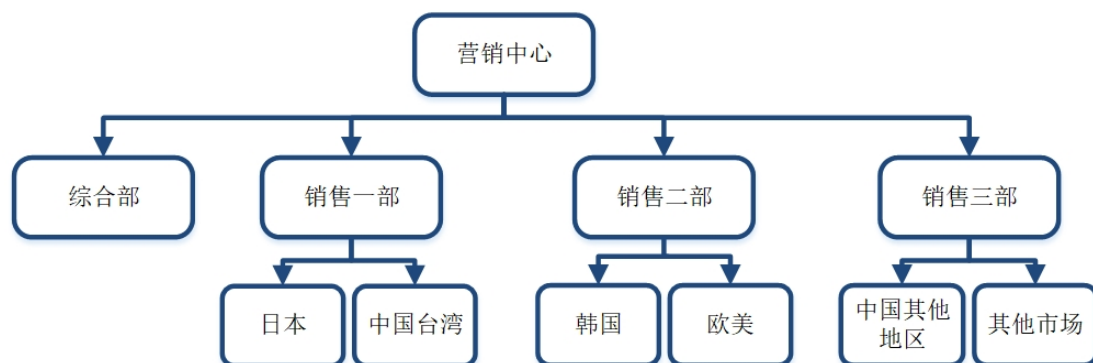 营销中心
综合部
销售一部
销售二部
销售三部
日本
中国台湾
韩国
欧美
中国其他
地区
其他市场